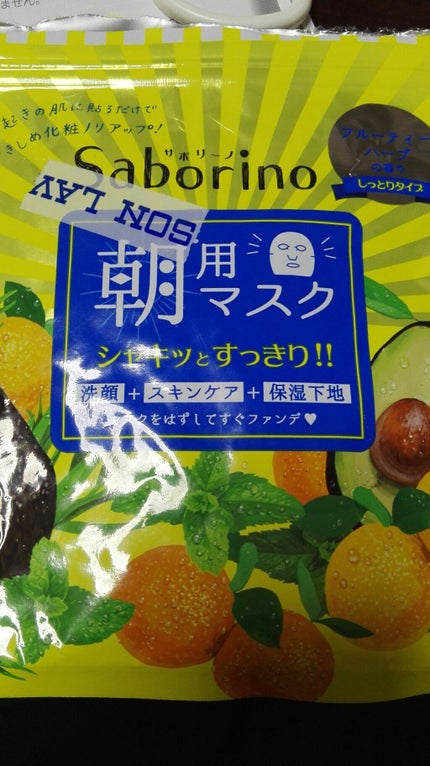 ません。
起きの肌に貼るだけで
きしめ化粧ノリアップ!
サボリーノ
Saborino
フルーティー
ハーブ
の香り
しっとりタイプ
SON LAY
朝用
マスク
シャキッとすっきり!!
洗顔+スキンケア+保湿下地
クをはずしてすぐファンデ♥